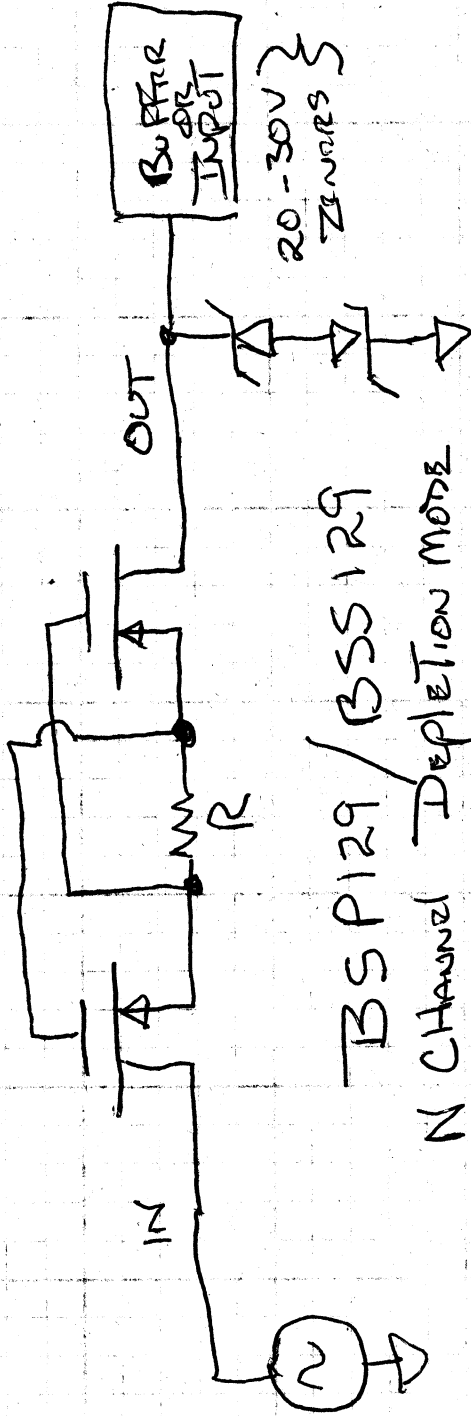 IN
R
OUT
BUFFER
OR
INPUT
20-30V
ZENERS
BSP129 / BSS129
N CHANNEL DEPLETION MODE